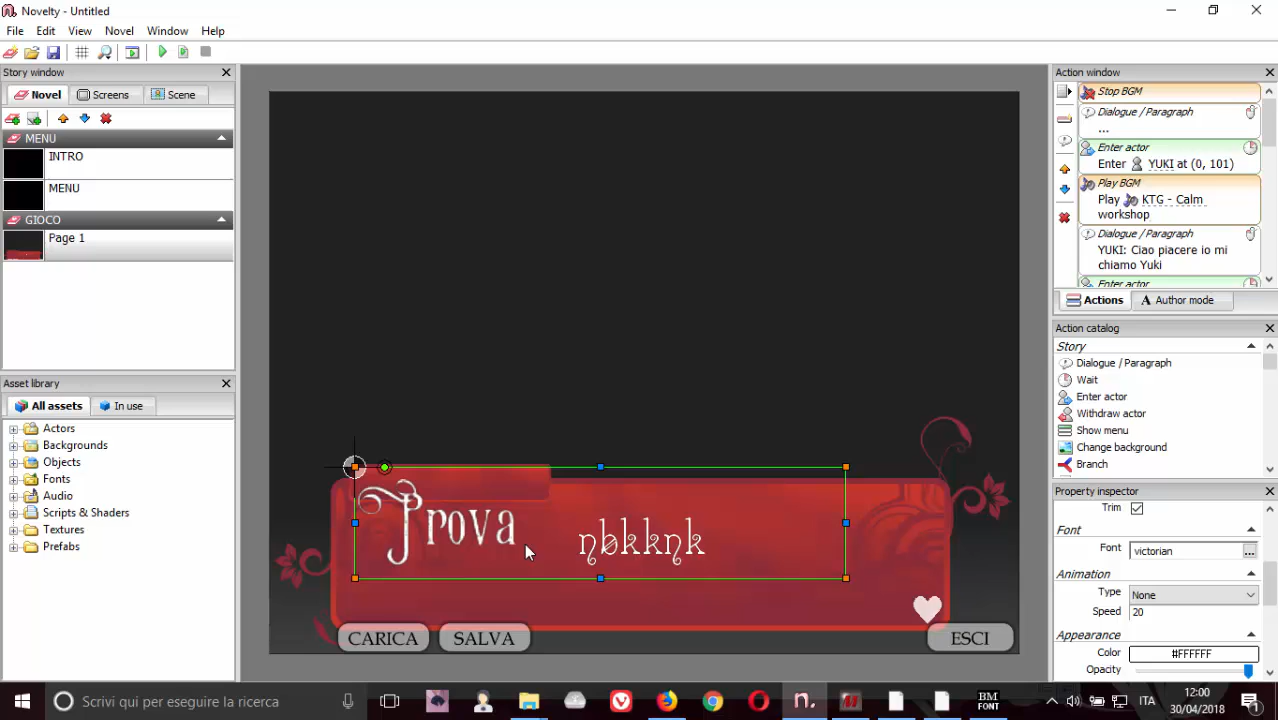 Novelty - Untitled
File Edit View Novel Window Help
Story window
Novel Screens Scene
MENU
INTRO
MENU
GIOCO
Page 1
Asset library
All assets In use
Actors
Backgrounds
Objects
Fonts
Audio
Scripts & Shaders
Textures
Prefabs
Prova
nbkknk
CARICA SALVA ESCI
Action window
Stop BGM
Dialogue / Paragraph
...
Enter actor
Enter YUKI at (0, 101)
Play BGM
Play KTG - Calm
workshop
Dialogue / Paragraph
YUKI: Ciao piacere io mi
chiamo Yuki
Enter actor
Actions Author mode
Action catalog
Story
Dialogue / Paragraph
Wait
Enter actor
Withdraw actor
Show menu
Change background
Branch
Property inspector
Trim
Font
Font victorian ...
Animation
Type None
Speed 20
Appearance
Color #FFFFFF
Opacity
Scrivi qui per eseguire la ricerca
n.
BM
FONT
ITA
12:00
30/04/2018
1